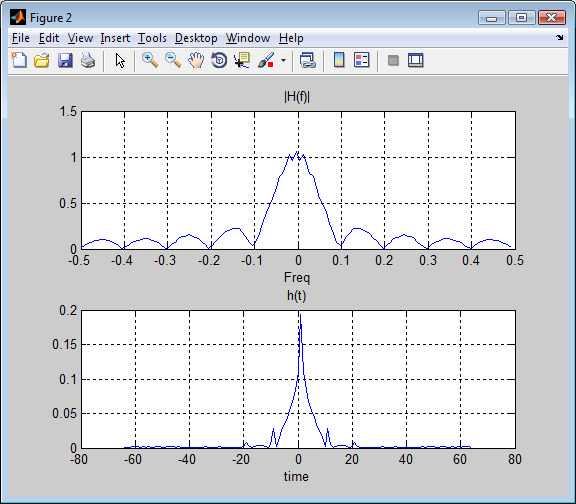 Figure 2
File Edit View Insert Tools Desktop Window Help
|H(f)|
1.5
1
0.5
0
-0.5 -0.4 -0.3 -0.2 -0.1 0 0.1 0.2 0.3 0.4 0.5
Freq
h(t)
0.2
0.15
0.1
0.05
0
-80 -60 -40 -20 0 20 40 60 80
time